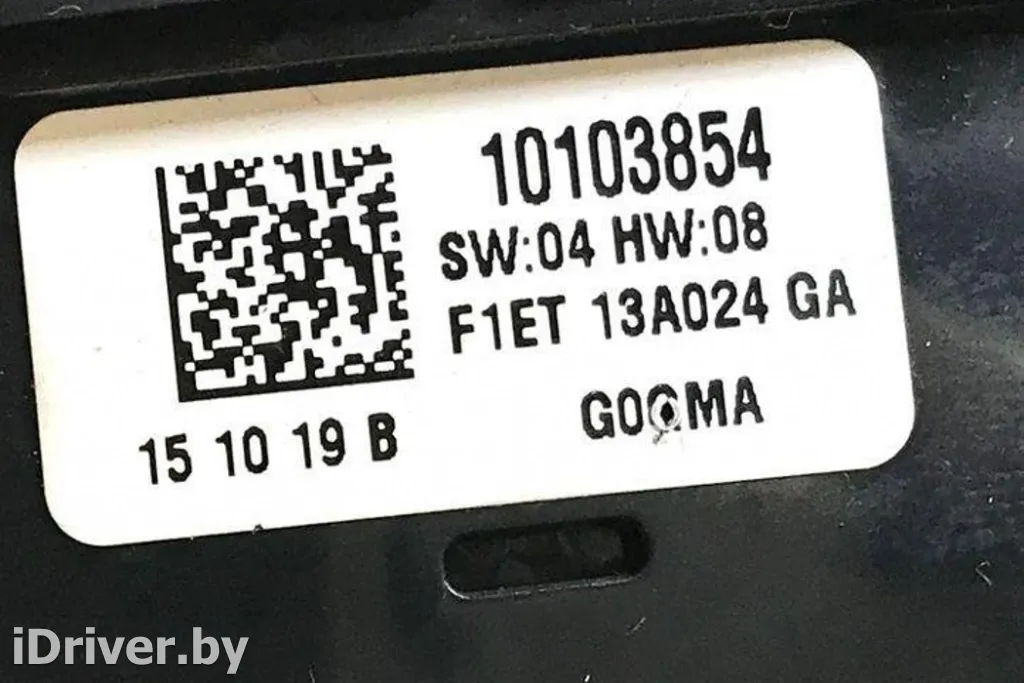 10103854
SW:04 HW:08
F1ET 13A024 GA
15 10 19 B
iDriver.by